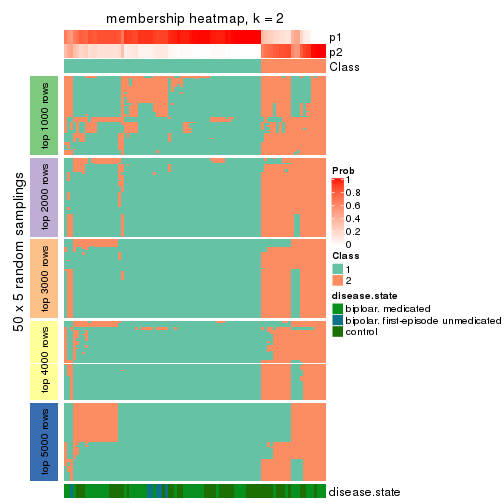 membership heatmap, k = 2
p1
p2
Class
50 x 5 random samplings
top 1000 rows
top 2000 rows
top 3000 rows
top 4000 rows
top 5000 rows
Prob
1
0.8
0.6
0.4
0.2
0
Class
1
2
disease.state
biploar. medicated
bipolar. first-episode unmedicated
control
disease.state